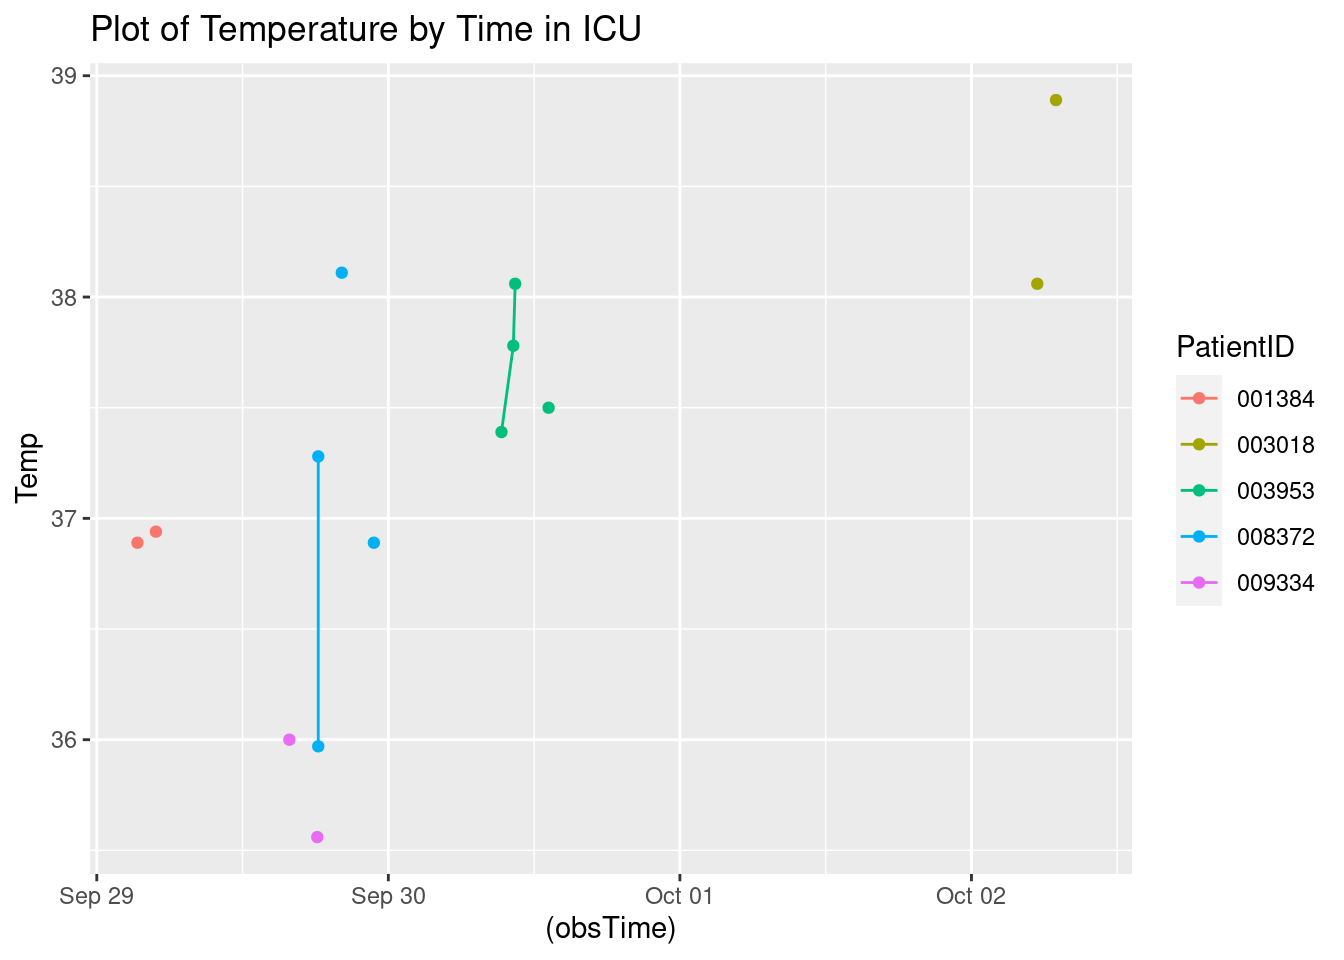 Plot of Temperature by Time in ICU
39
38
37
36
Temp
Sep 29
Sep 30
Oct 01
Oct 02
(obsTime)
PatientID
001384
003018
003953
008372
009334